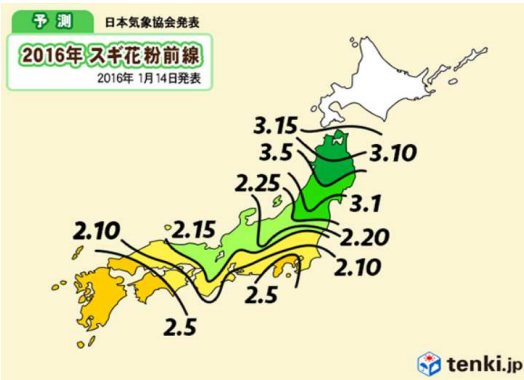 予測
日本気象協会発表
2016年 スギ花粉前線
2016年 1月14日発表
3.15
3.5
3.10
2.25
3.1
2.10
2.15
2.20
2.10
2.5
2.5
tenki.jp